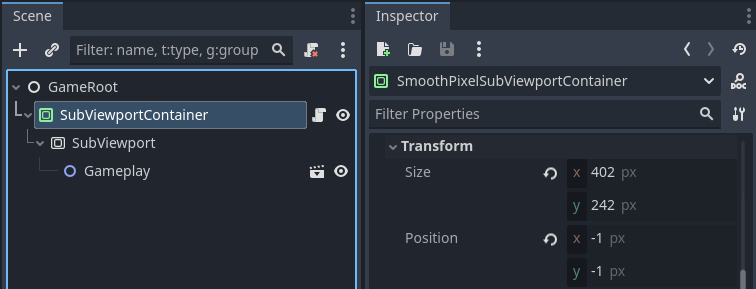 Scene
Filter: name, t:type, g:group
GameRoot
SubViewportContainer
SubViewport
Gameplay
Inspector
SmoothPixelSubViewportContainer
DOC
Filter Properties
Transform
Size
x 402 px
y 242 px
Position
x -1 px
y -1 px